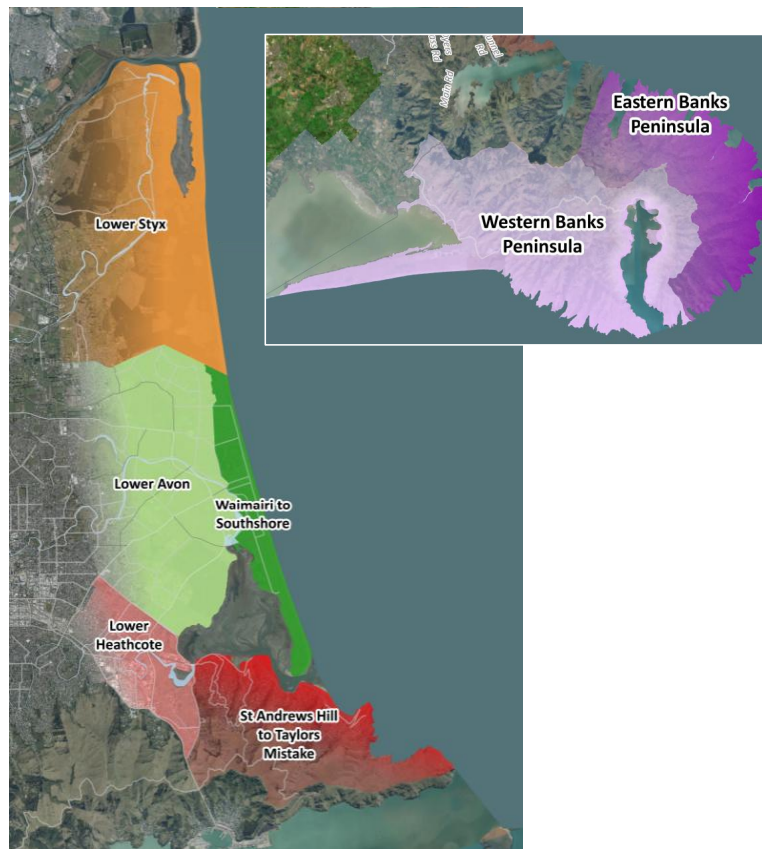 Lower Styx
Lower Avon
Waimairi to
Southshore
Lower
Heathcote
St Andrews Hill
to Taylors
Mistake
Main Rd
Eastern Banks
Peninsula
Western Banks
Peninsula